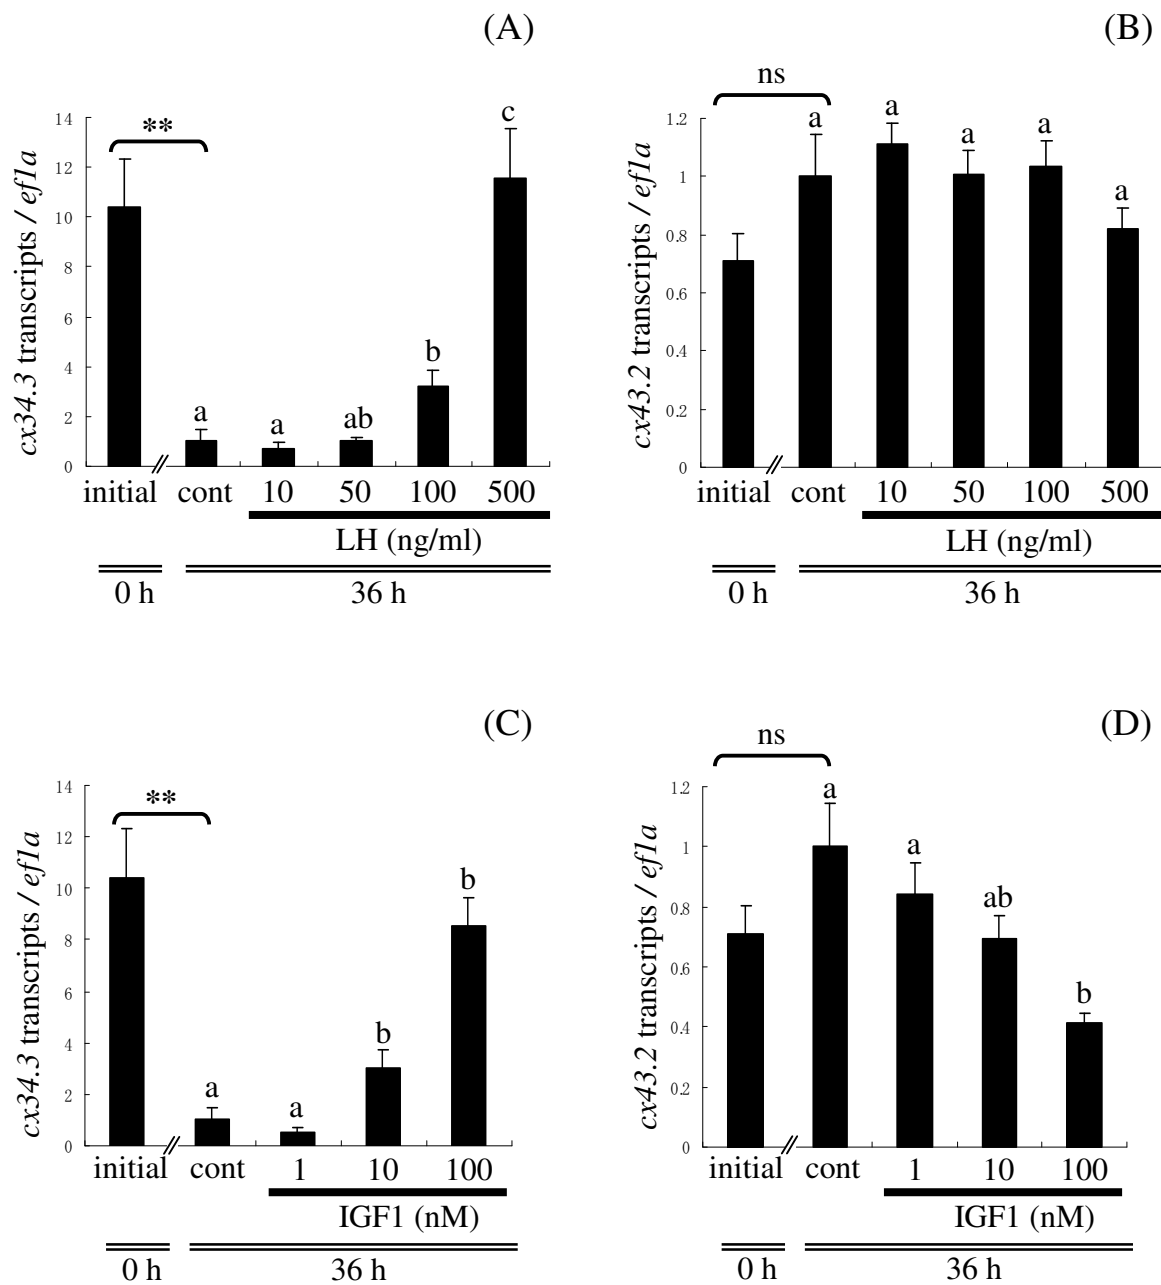 (A)
cx34.3 transcripts / ef1a
14
12
10
8
6
4
2
0
**
a
a
ab
b
c
initial cont 10 50 100 500
LH (ng/ml)
0 h 36 h
(B)
cx43.2 transcripts / ef1a
1.2
1
0.8
0.6
0.4
0.2
0
ns
a
a
a
a
a
initial cont 10 50 100 500
LH (ng/ml)
0 h 36 h
(C)
cx34.3 transcripts / ef1a
14
12
10
8
6
4
2
0
**
a
a
b
b
initial cont 1 10 100
IGF1 (nM)
0 h 36 h
(D)
cx43.2 transcripts / ef1a
1.2
1
0.8
0.6
0.4
0.2
0
ns
a
a
ab
b
initial cont 1 10 100
IGF1 (nM)
0 h 36 h